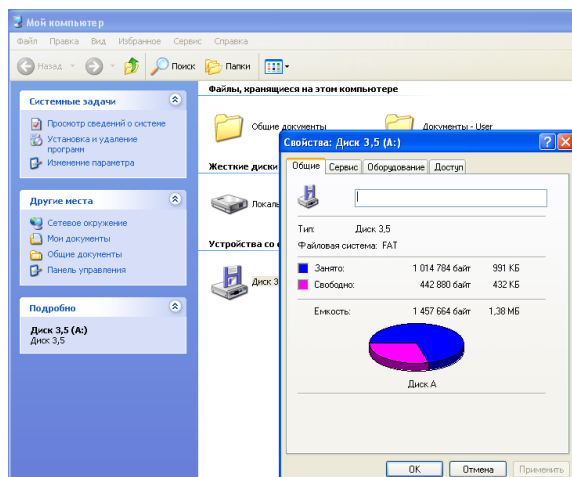 Мой компьютер
Файл Правка Вид Избранное Сервис Справка
Назад Поиск Папки
Системные задачи
Просмотр сведений о системе
Установка и удаление
программ
Изменение параметра
Другие места
Сетевое окружение
Мои документы
Общие документы
Панель управления
Подробно
Диск 3,5 (A:)
Диск 3,5
Файлы, хранящиеся на этом компьютере
Общие документы Документы - User
Жесткие диски
Локаль
Устройства со с
Диск 3
Свойства: Диск 3,5 (A:)
Общие Сервис Оборудование Доступ
Тип: Диск 3,5
Файловая система: FAT
Занято: 1 014 784 байт 991 КБ
Свободно: 442 880 байт 432 КБ
Емкость: 1 457 664 байт 1,38 МБ
Диск A
OK Отмена Применить